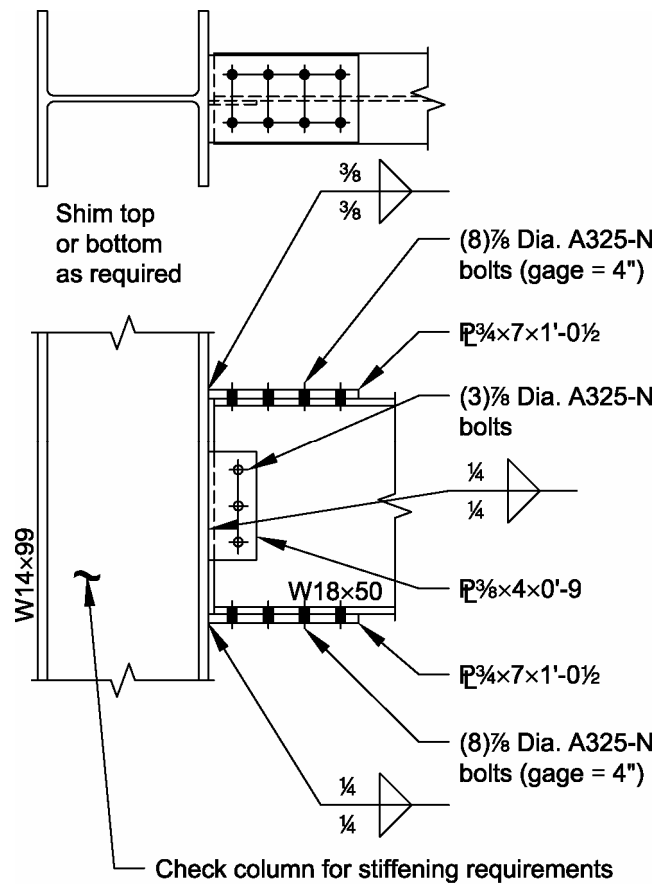 ⅜
⅜
Shim top
or bottom
as required
(8)⅞ Dia. A325-N
bolts (gage = 4")
℄¾×7×1'-0½
(3)⅞ Dia. A325-N
bolts
¼
¼
W14×99
W18×50
℄⅜×4×0'-9
℄¾×7×1'-0½
(8)⅞ Dia. A325-N
bolts (gage = 4")
¼
¼
Check column for stiffening requirements